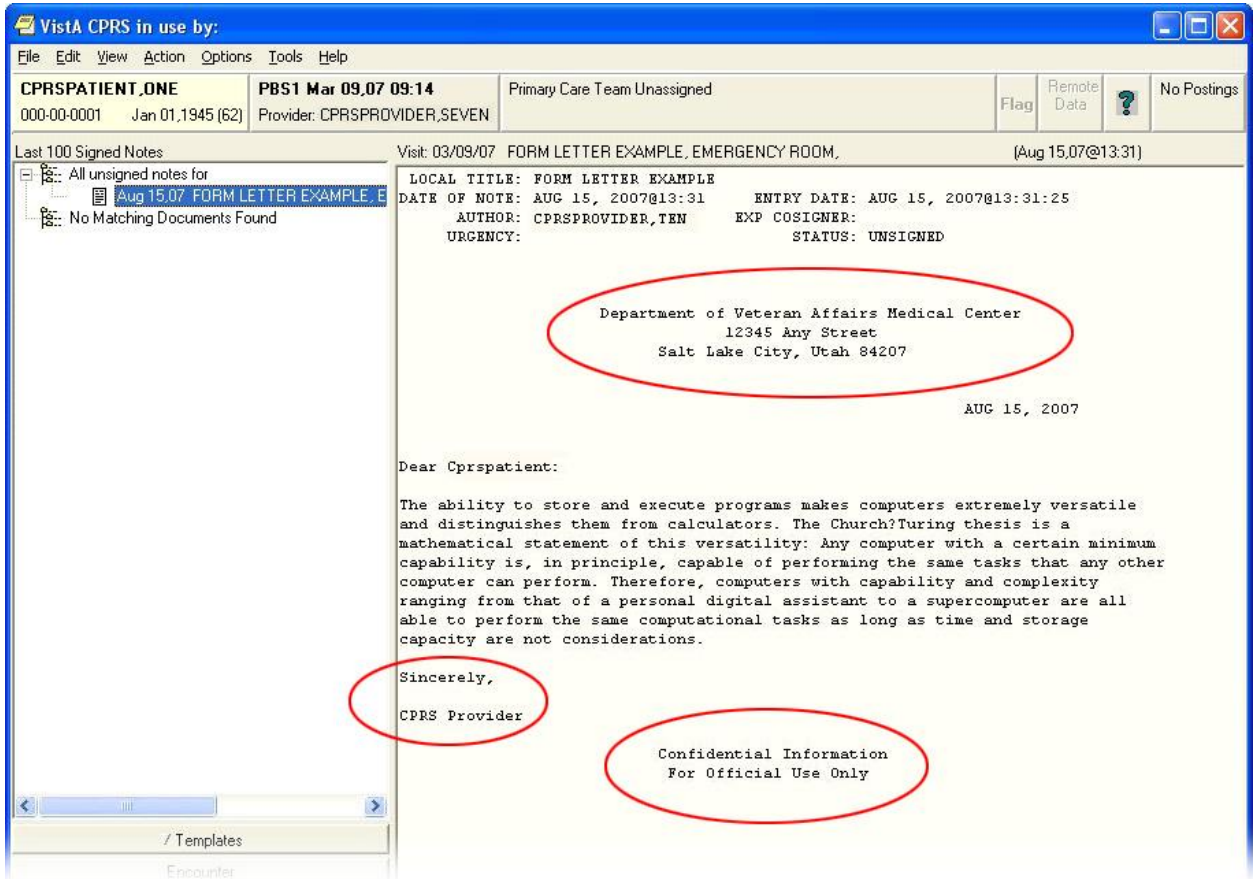 VistA CPRS in use by:
File Edit View Action Options Tools Help
CPRSPATIENT,ONE PBS1 Mar 09,07 09:14 Primary Care Team Unassigned Flag Remote Data ? No Postings
000-00-0001 Jan 01,1945 (62) Provider: CPRSPROVIDER,SEVEN
Last 100 Signed Notes Visit: 03/09/07 FORM LETTER EXAMPLE, EMERGENCY ROOM, (Aug 15,07@13:31)
All unsigned notes for
Aug 15,07 FORM LETTER EXAMPLE, E
No Matching Documents Found
LOCAL TITLE: FORM LETTER EXAMPLE
DATE OF NOTE: AUG 15, 2007@13:31 ENTRY DATE: AUG 15, 2007@13:31:25
AUTHOR: CPRSPROVIDER,TEN EXP COSIGNER:
URGENCY: STATUS: UNSIGNED
Department of Veteran Affairs Medical Center
12345 Any Street
Salt Lake City, Utah 84207
AUG 15, 2007
Dear Cprspatient:
The ability to store and execute programs makes computers extremely versatile
and distinguishes them from calculators. The Church?Turing thesis is a
mathematical statement of this versatility: Any computer with a certain minimum
capability is, in principle, capable of performing the same tasks that any other
computer can perform. Therefore, computers with capability and complexity
ranging from that of a personal digital assistant to a supercomputer are all
able to perform the same computational tasks as long as time and storage
capacity are not considerations.
Sincerely,
CPRS Provider
Confidential Information
For Official Use Only
/ Templates
Encounter